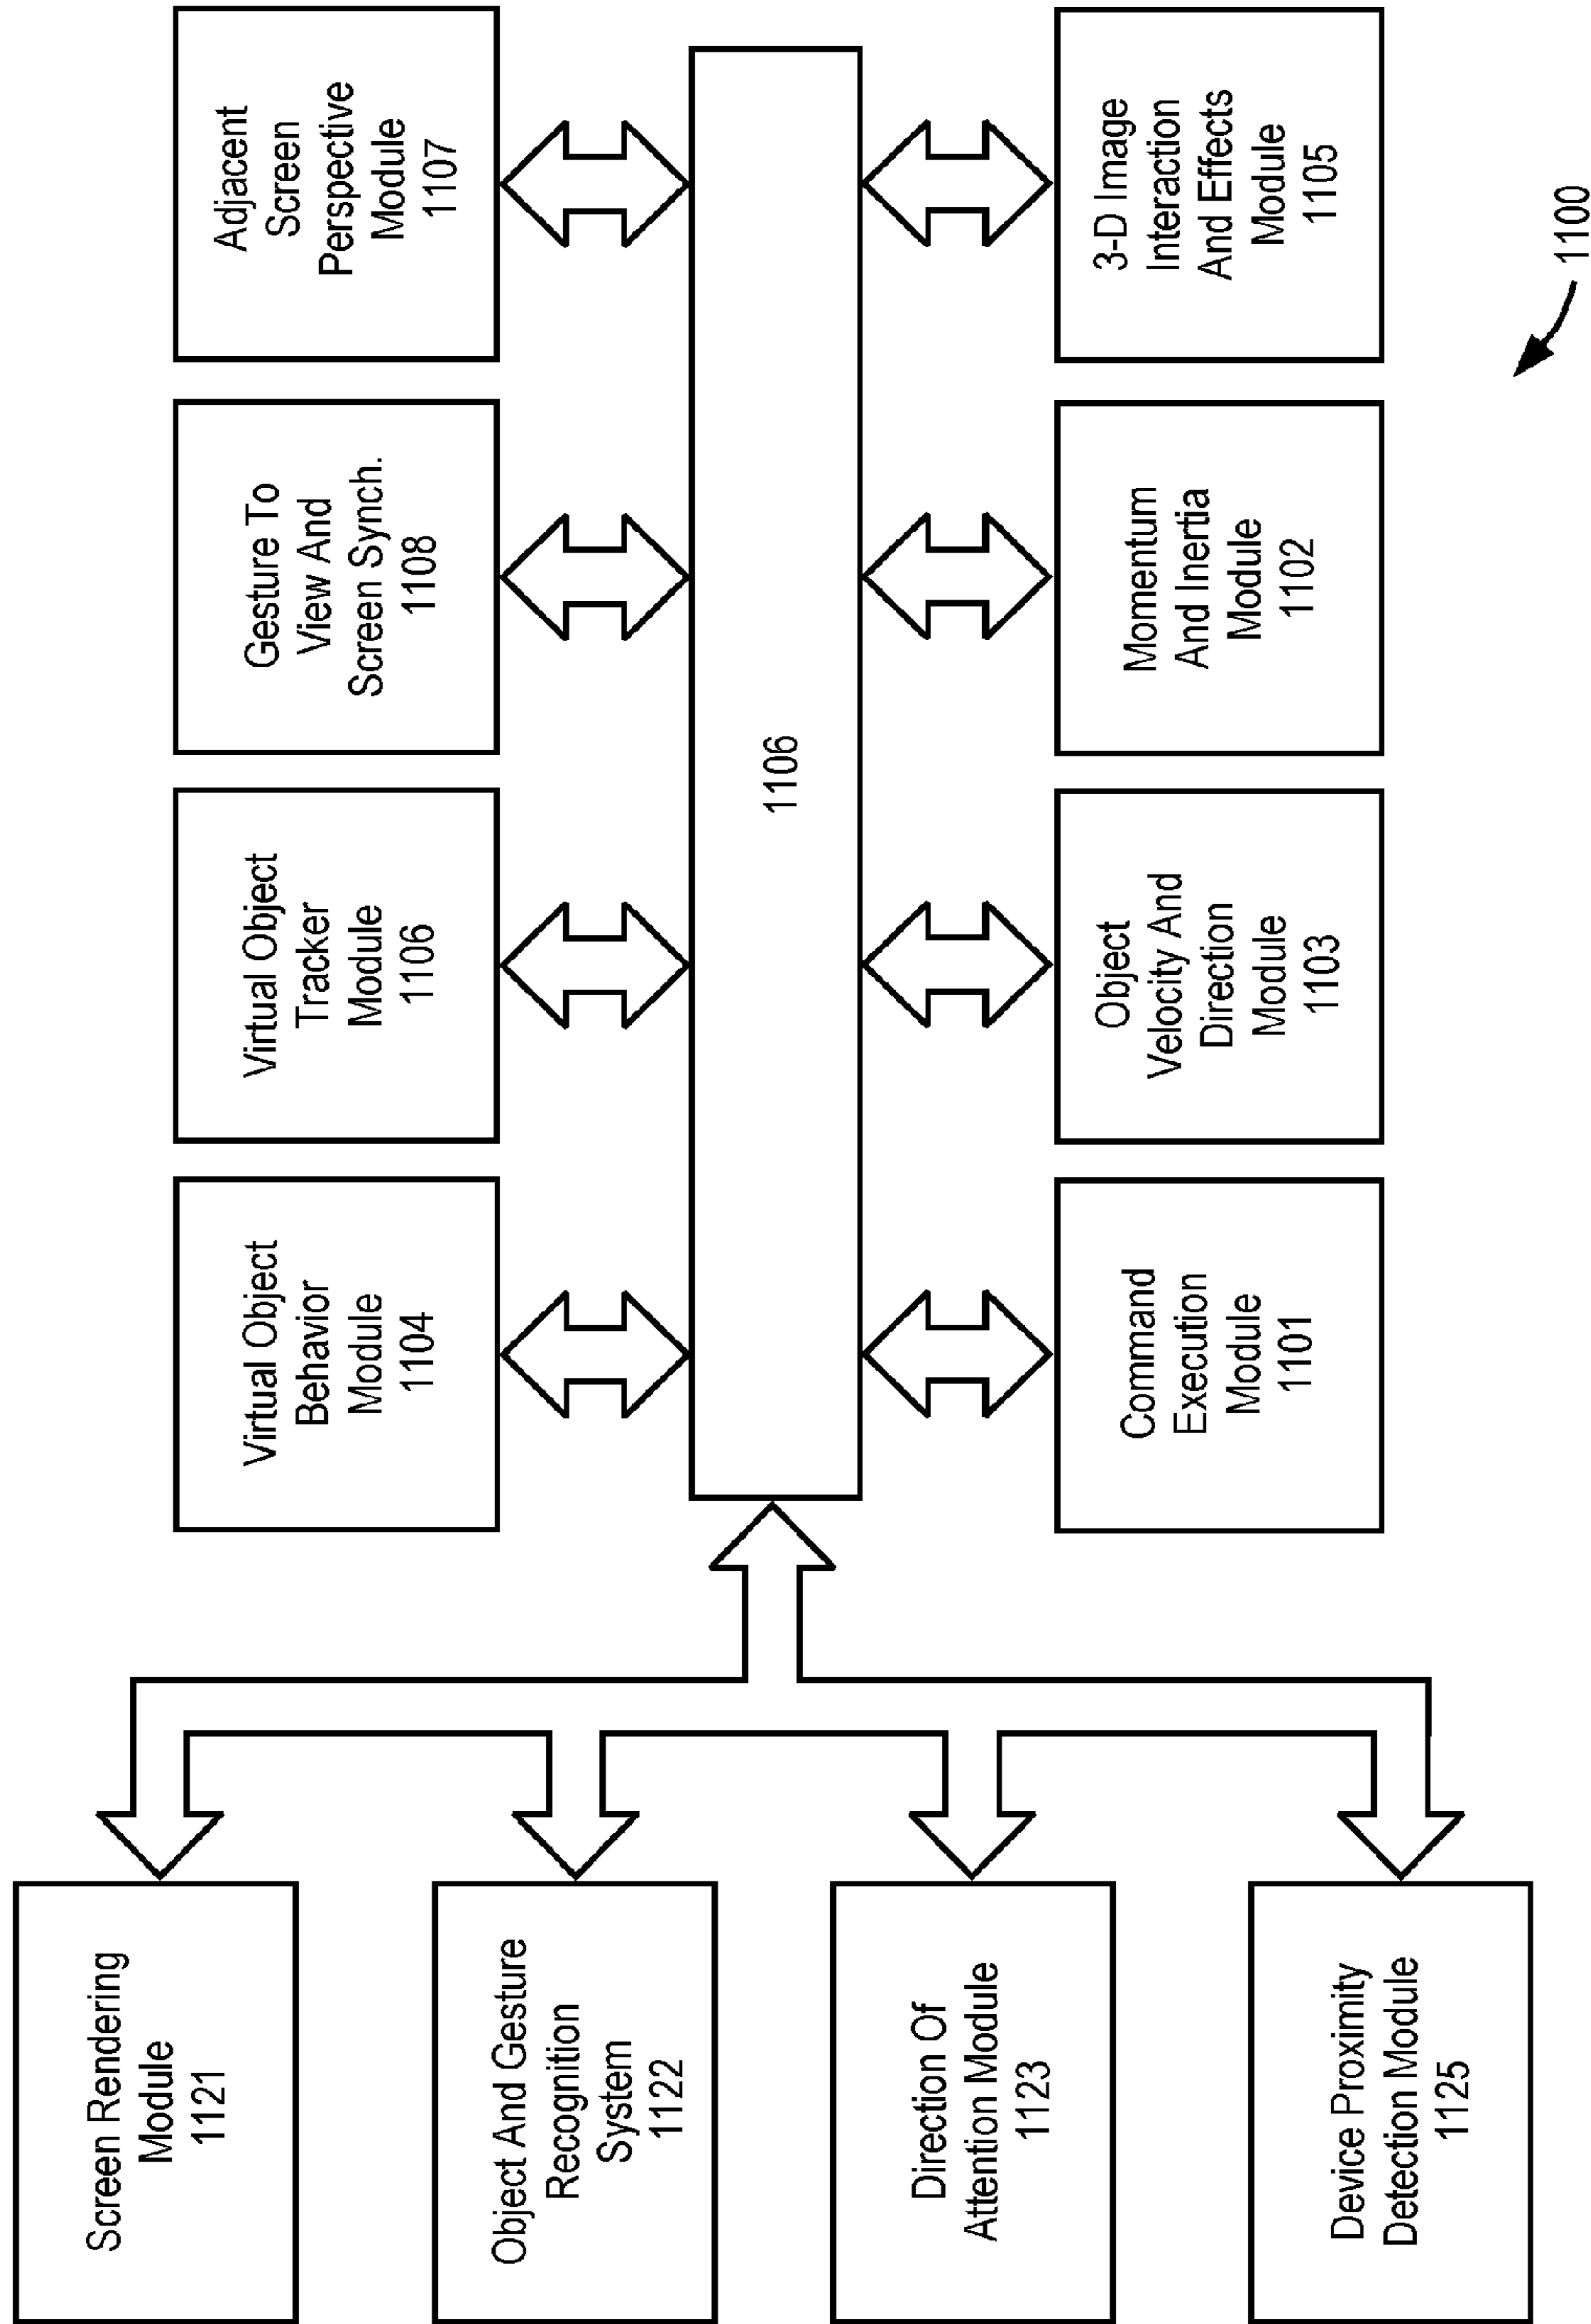 Screen Rendering
Module
1121
Object And Gesture
Recognition
System
1122
Direction Of
Attention Module
1123
Device Proximity
Detection Module
1125
Virtual Object
Behavior
Module
1104
Virtual Object
Tracker
Module
1106
Gesture To
View And
Screen Synch.
1108
Adjacent
Screen
Perspective
Module
1107
1106
Command
Execution
Module
1101
Object
Velocity And
Direction
Module
1103
Momentum
And Inertia
Module
1102
3-D Image
Interaction
And Effects
Module
1105
1100